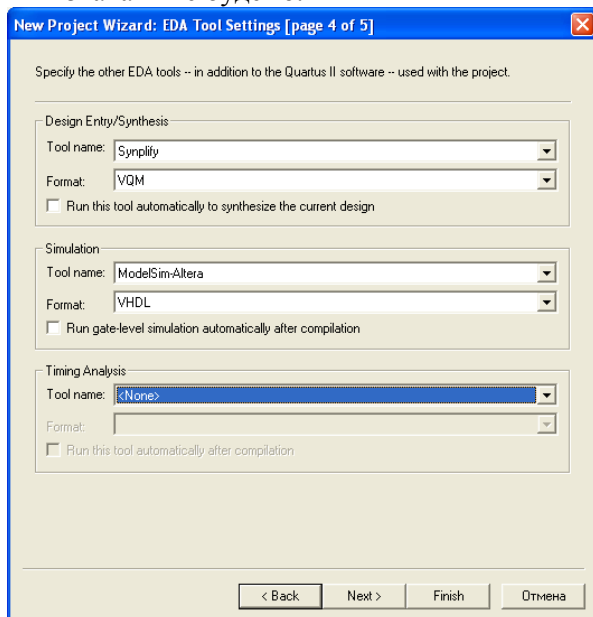 New Project Wizard: EDA Tool Settings [page 4 of 5]
Specify the other EDA tools -- in addition to the Quartus II software -- used with the project.
Design Entry/Synthesis
Tool name: Synplify
Format: VQM
Run this tool automatically to synthesize the current design
Simulation
Tool name: ModelSim-Altera
Format: VHDL
Run gate-level simulation automatically after compilation
Timing Analysis
Tool name: <None>
Format:
Run this tool automatically after compilation
< Back Next > Finish Отмена